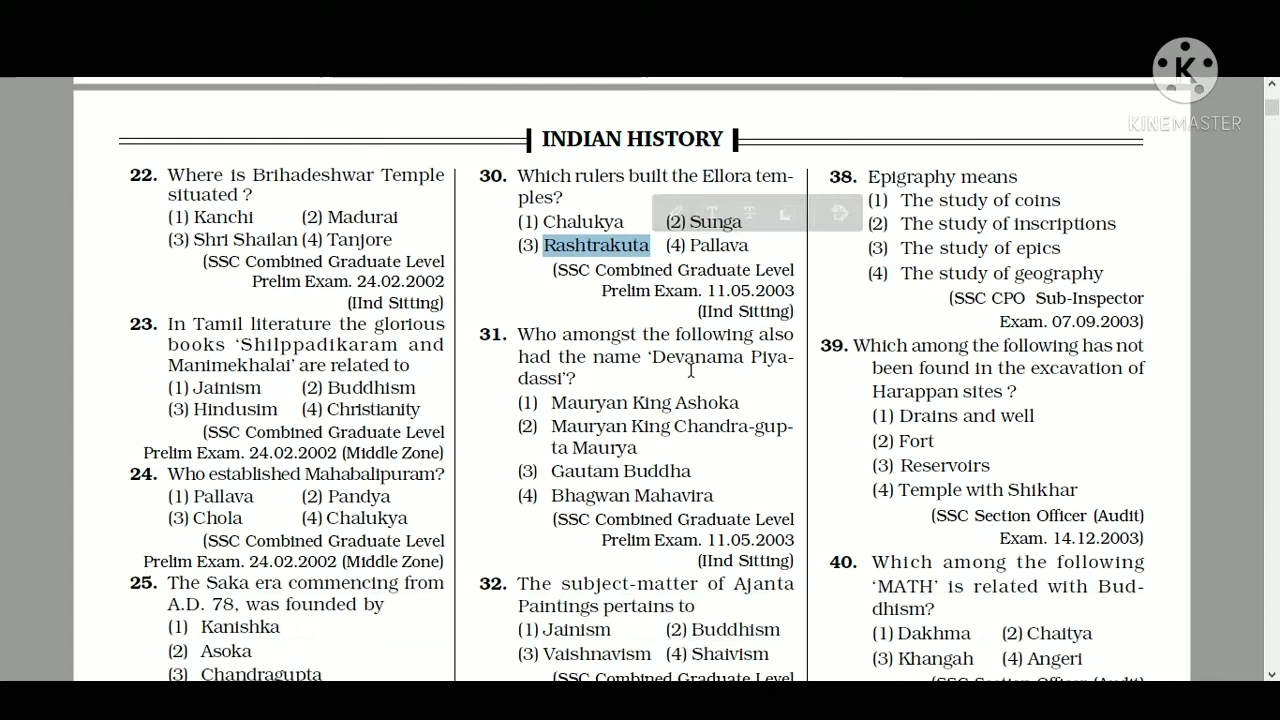 KINEMASTER
INDIAN HISTORY
22. Where is Brihadeshwar Temple
situated ?
(1) Kanchi (2) Madurai
(3) Shri Shailan (4) Tanjore
(SSC Combined Graduate Level
Prelim Exam. 24.02.2002
(IInd Sitting)
23. In Tamil literature the glorious
books ‘Shilppadikaram and
Manimekhalai’ are related to
(1) Jainism (2) Buddhism
(3) Hindusim (4) Christianity
(SSC Combined Graduate Level
Prelim Exam. 24.02.2002 (Middle Zone)
24. Who established Mahabalipuram?
(1) Pallava (2) Pandya
(3) Chola (4) Chalukya
(SSC Combined Graduate Level
Prelim Exam. 24.02.2002 (Middle Zone)
25. The Saka era commencing from
A.D. 78, was founded by
(1) Kanishka
(2) Asoka
(3) Chandragupta
30. Which rulers built the Ellora tem-
ples?
(1) Chalukya (2) Sunga
(3) Rashtrakuta (4) Pallava
(SSC Combined Graduate Level
Prelim Exam. 11.05.2003
(IInd Sitting)
31. Who amongst the following also
had the name ‘Devanama Piya-
dassi’?
(1) Mauryan King Ashoka
(2) Mauryan King Chandra-gup-
ta Maurya
(3) Gautam Buddha
(4) Bhagwan Mahavira
(SSC Combined Graduate Level
Prelim Exam. 11.05.2003
(IInd Sitting)
32. The subject-matter of Ajanta
Paintings pertains to
(1) Jainism (2) Buddhism
(3) Vaishnavism (4) Shaivism
(SSC Combined Graduate Level
38. Epigraphy means
(1) The study of coins
(2) The study of inscriptions
(3) The study of epics
(4) The study of geography
(SSC CPO Sub-Inspector
Exam. 07.09.2003)
39. Which among the following has not
been found in the excavation of
Harappan sites ?
(1) Drains and well
(2) Fort
(3) Reservoirs
(4) Temple with Shikhar
(SSC Section Officer (Audit)
Exam. 14.12.2003)
40. Which among the following
‘MATH’ is related with Bud-
dhism?
(1) Dakhma (2) Chaitya
(3) Khangah (4) Angeri
(SSC Section Officer (Audit)